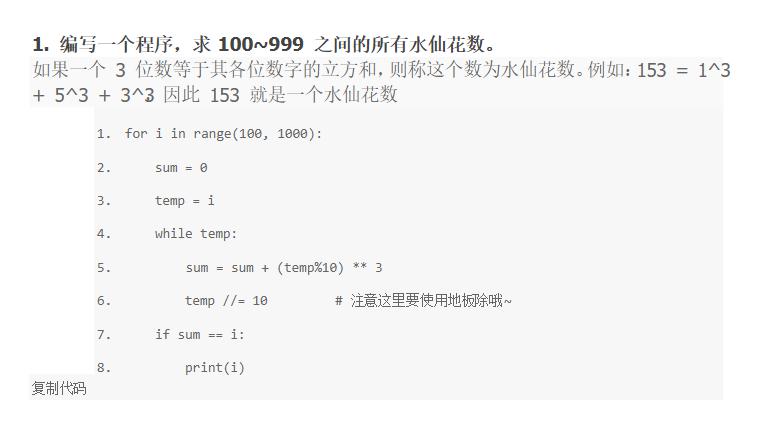 1. 编写一个程序，求 100~999 之间的所有水仙花数。
如果一个 3 位数等于其各位数字的立方和，则称这个数为水仙花数。例如：153 = 1^3
+ 5^3 + 3^3，因此 153 就是一个水仙花数
1. for i in range(100, 1000):
2. sum = 0
3. temp = i
4. while temp:
5. sum = sum + (temp%10) ** 3
6. temp //= 10 # 注意这里要使用地板除哦~
7. if sum == i:
8. print(i)
复制代码